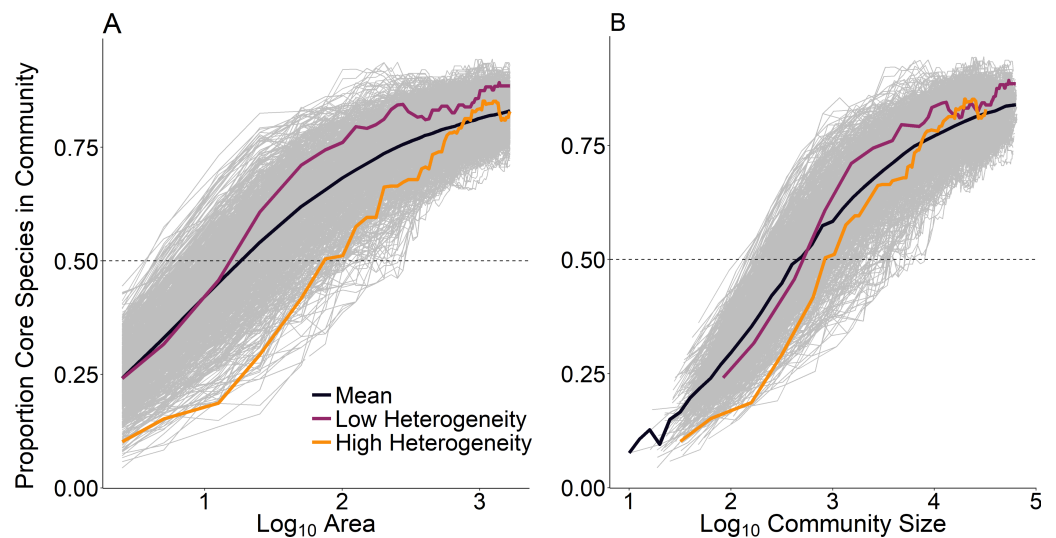 A
B
Proportion Core Species in Community
0.75
0.50
0.25
0.00
Mean
Low Heterogeneity
High Heterogeneity
1
2
3
Log10 Area
0.75
0.50
0.25
0.00
1
2
3
4
5
Log10 Community Size